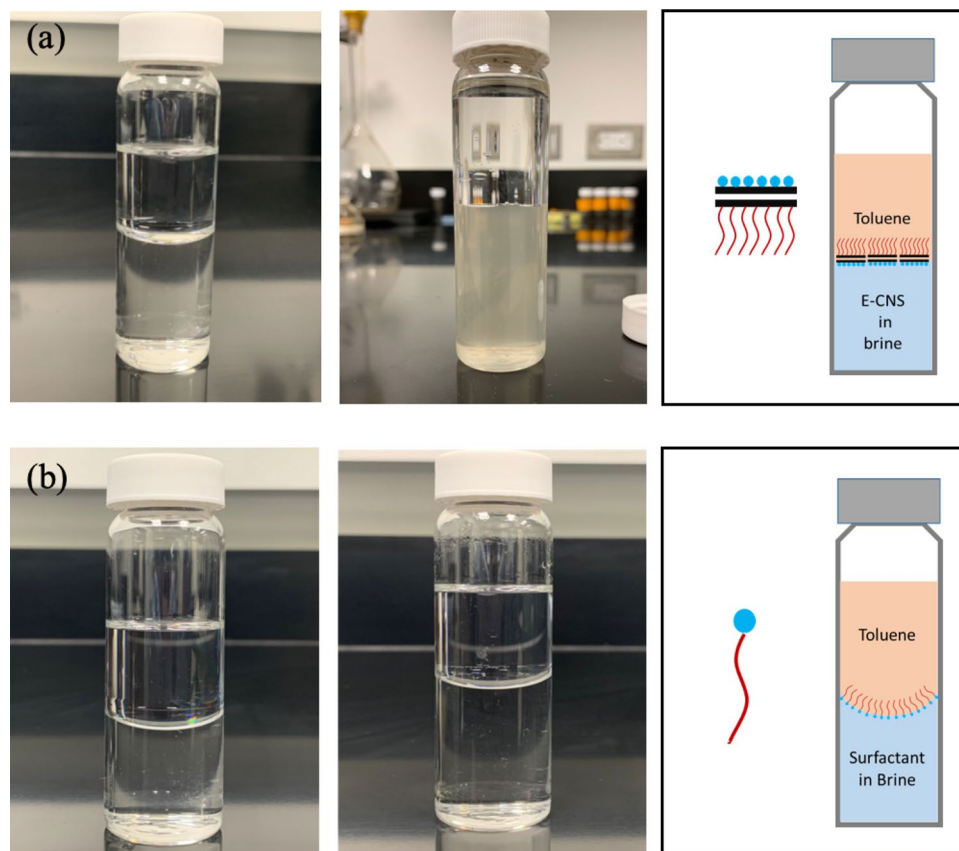 (a)
Toluene
E-CNS
in
brine
(b)
Toluene
Surfactant
in Brine